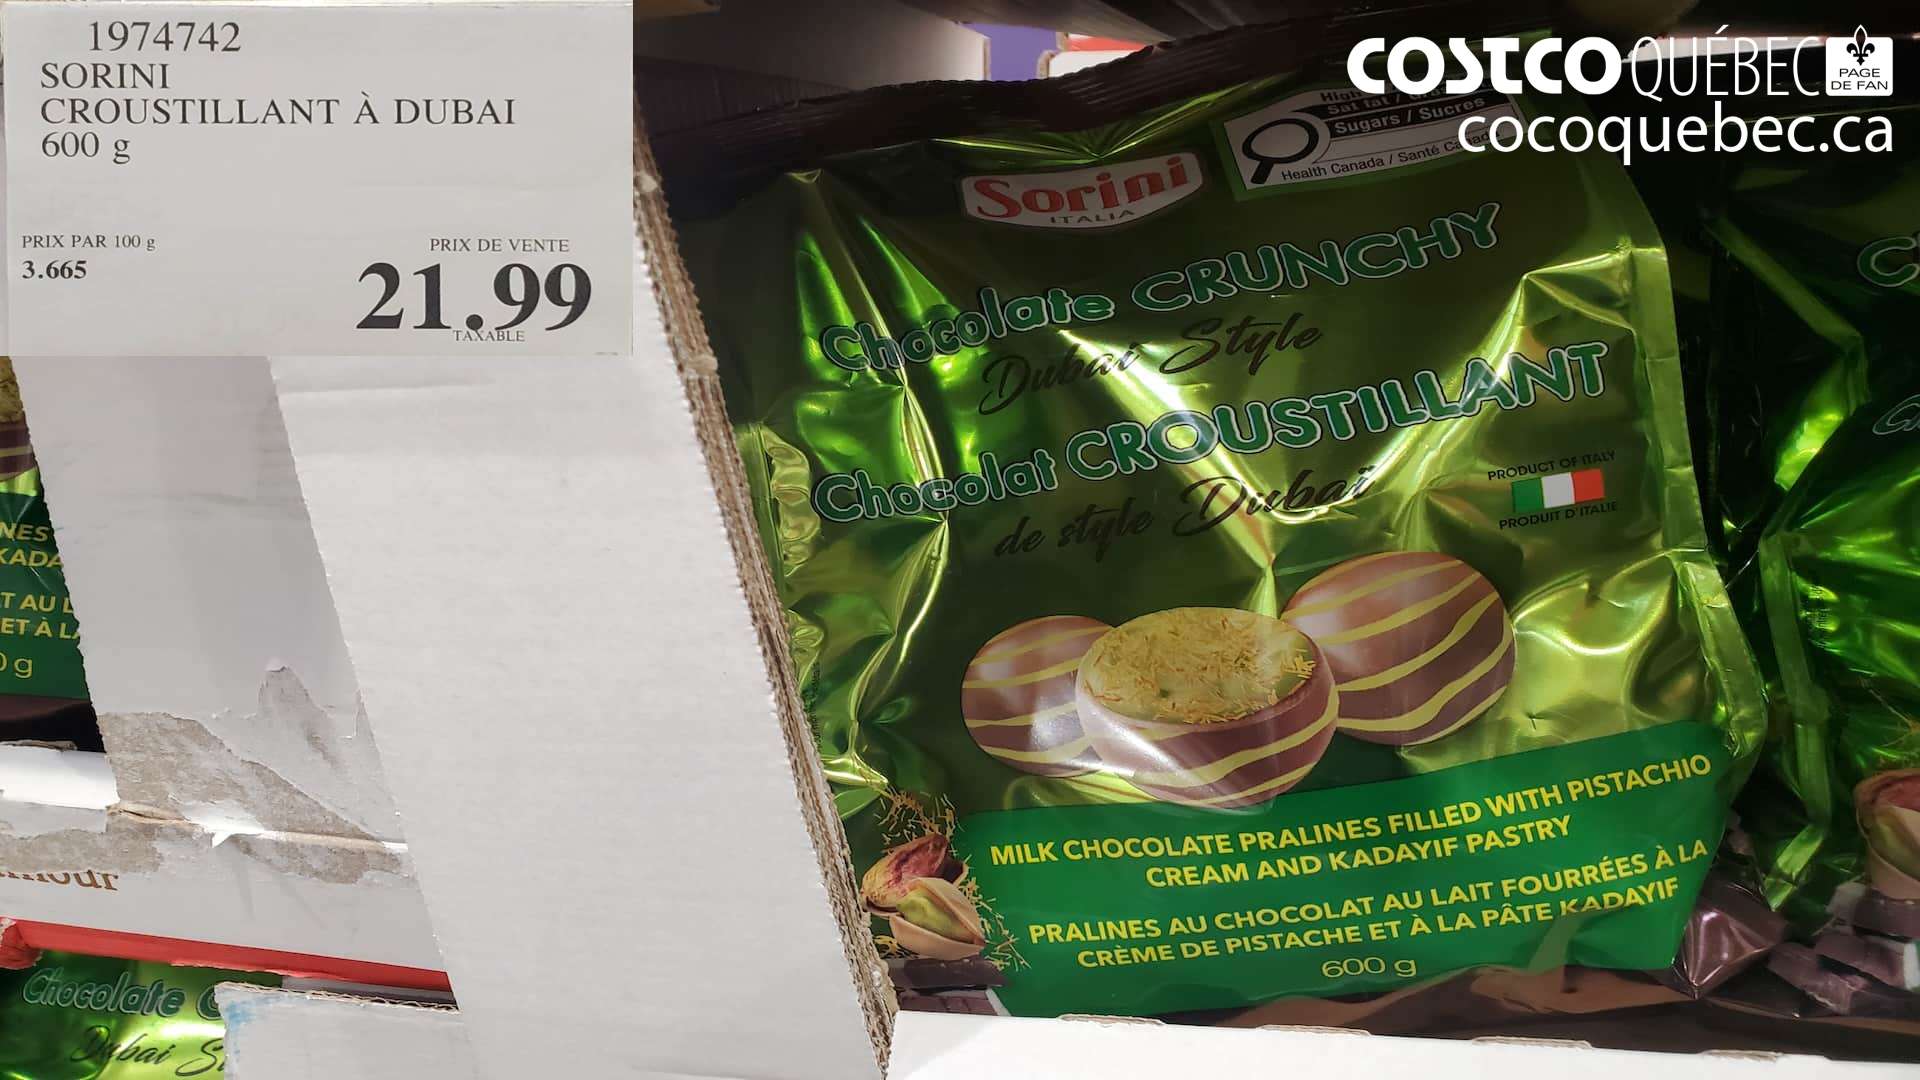 1974742
SORINI
CROUSTILLANT À DUBAI
600 g
PRIX PAR 100 g
3.665
PRIX DE VENTE
21.99
TAXABLE
COSTCO QUÉBEC
PAGE
DE FAN
cocoquebec.ca
Sat fat /
Sugars / Sucres
Health Canada / Santé
Sorini
ITALIA
Chocolate CRUNCHY
Dubai Style
Chocolat CROUSTILLANT
de style Dubaï
PRODUCT OF ITALY
PRODUIT D'ITALIE
MILK CHOCOLATE PRALINES FILLED WITH PISTACHIO
CREAM AND KADAYIF PASTRY
PRALINES AU CHOCOLAT AU LAIT FOURRÉES À LA
CRÈME DE PISTACHE ET À LA PÂTE KADAYIF
600 g
Chocolate
Dubai